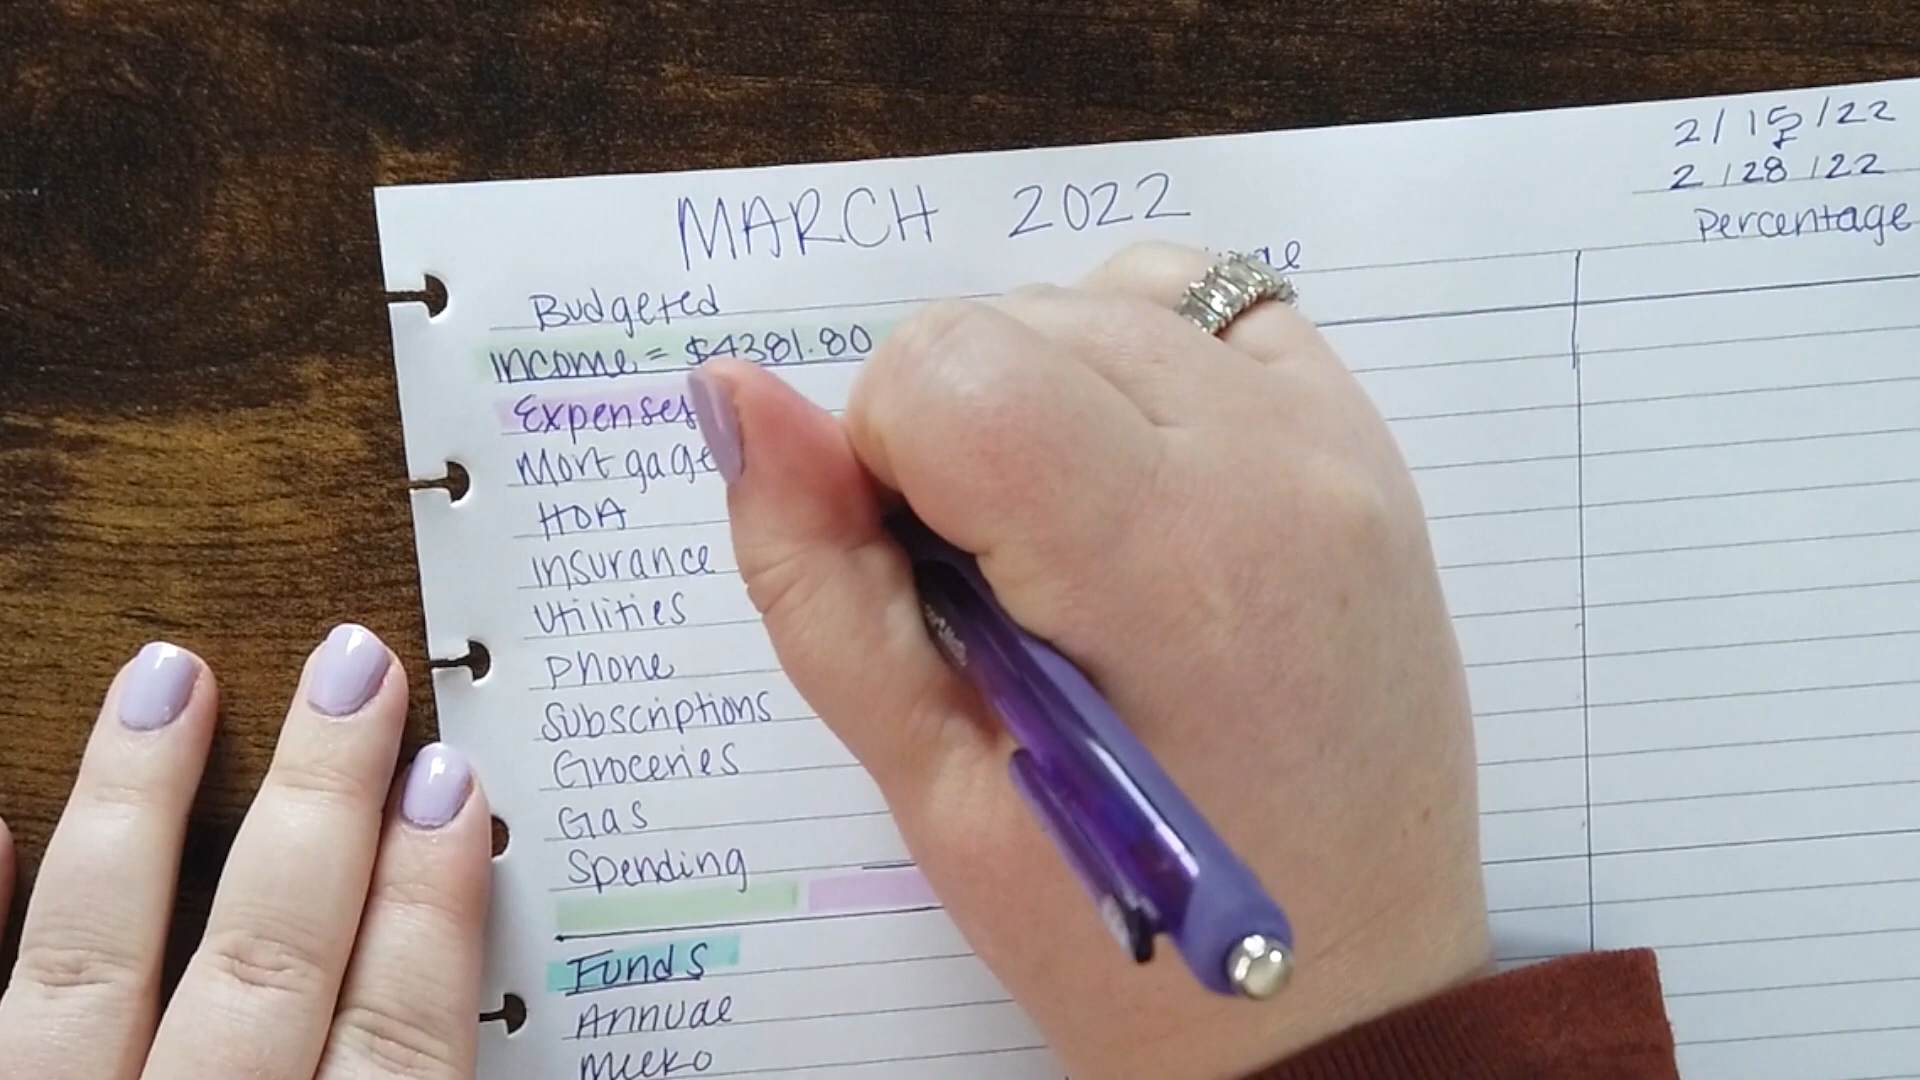 2/15/22
2/28/22
MARCH 2022
Percentage
Budgeted
Income = $4381.80
Expenses
Mortgage
HOA
Insurance
Utilities
Phone
Subscriptions
Groceries
Gas
Spending
Funds
Annual
Meeko